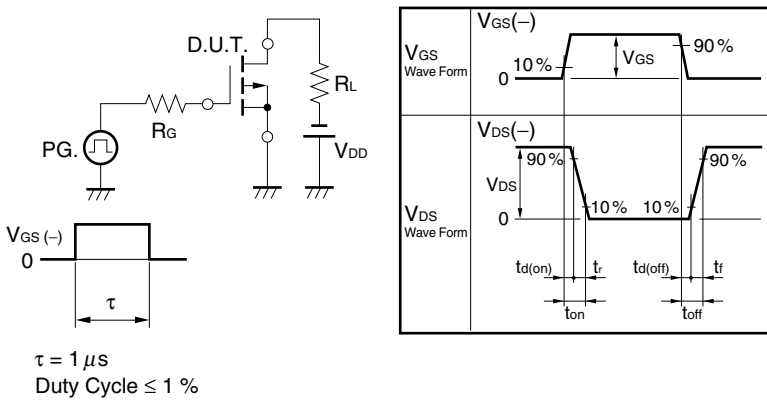 D.U.T.
RL
RG
PG.
VDD
VGS (−)
0
τ
τ = 1 μs
Duty Cycle ≤ 1 %
VGS
Wave Form
VGS(−)
10 %
VGS
90 %
0
VDS
Wave Form
VDS(−)
90 %
90 %
VDS
10 %
10 %
0
td(on)
tr
td(off)
tf
ton
toff